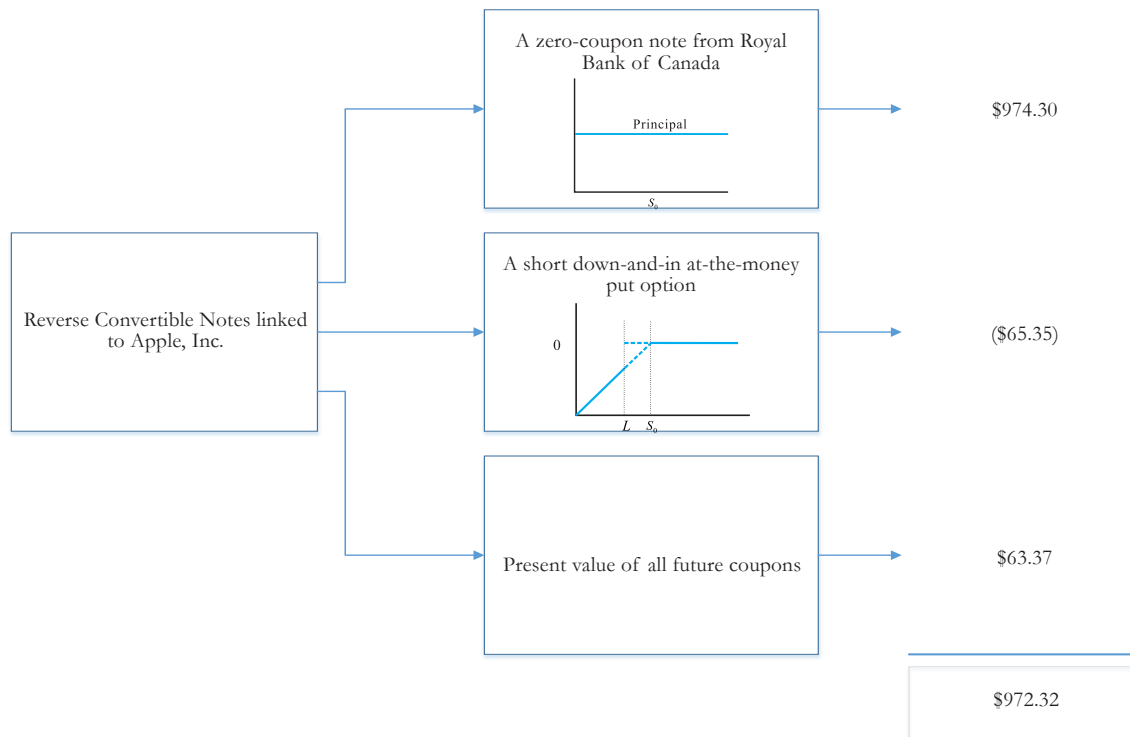 A zero-coupon note from Royal
Bank of Canada
Principal
S₀
$974.30
Reverse Convertible Notes linked
to Apple, Inc.
A short down-and-in at-the-money
put option
0
L S₀
($65.35)
Present value of all future coupons
$63.37
$972.32